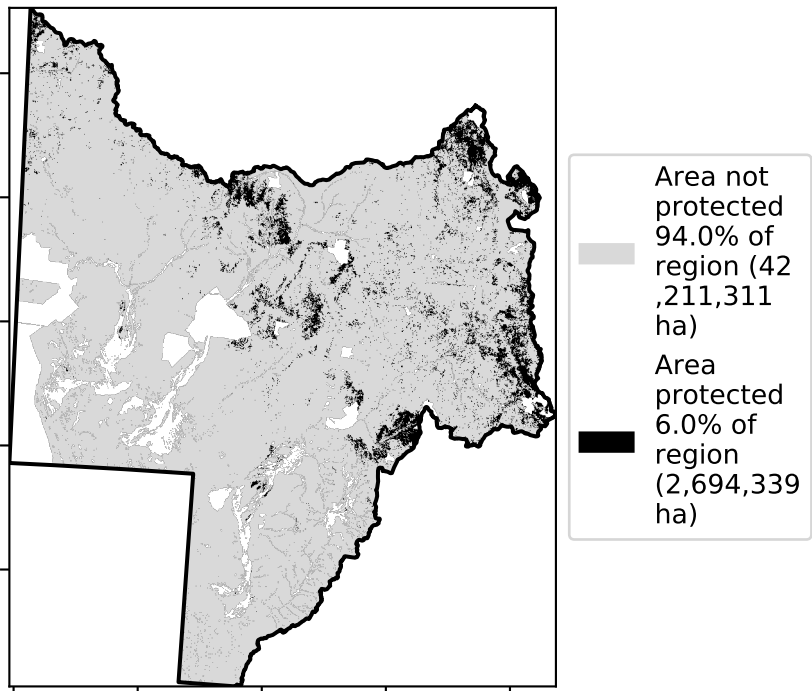 Area not
protected
94.0% of
region (42
,211,311
ha)
Area
protected
6.0% of
region
(2,694,339
ha)